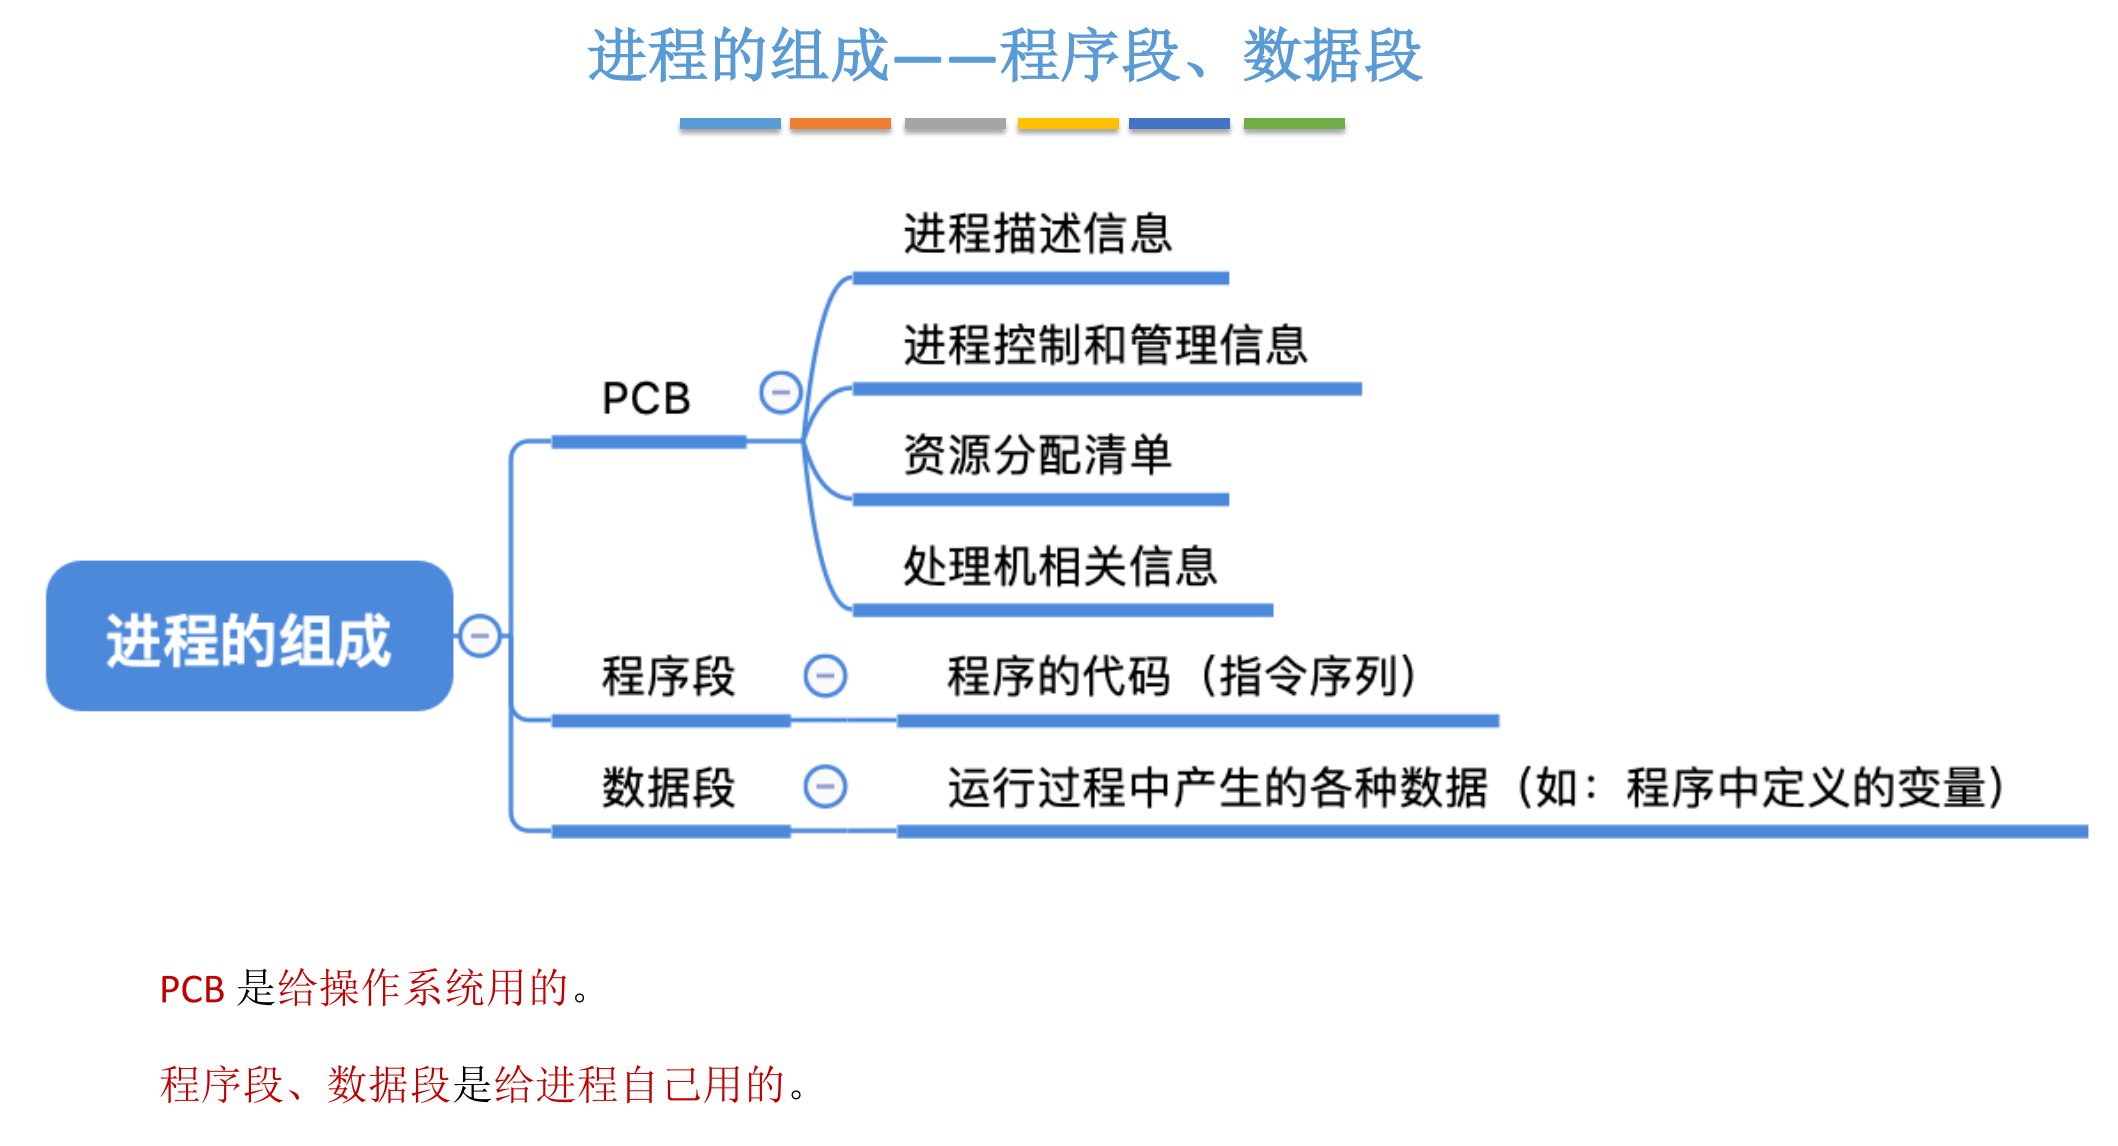 进程的组成——程序段、数据段
进程描述信息
进程控制和管理信息
PCB
资源分配清单
处理机相关信息
进程的组成
程序段
程序的代码（指令序列）
数据段
运行过程中产生的各种数据（如：程序中定义的变量）
PCB 是给操作系统用的。
程序段、数据段是给进程自己用的。